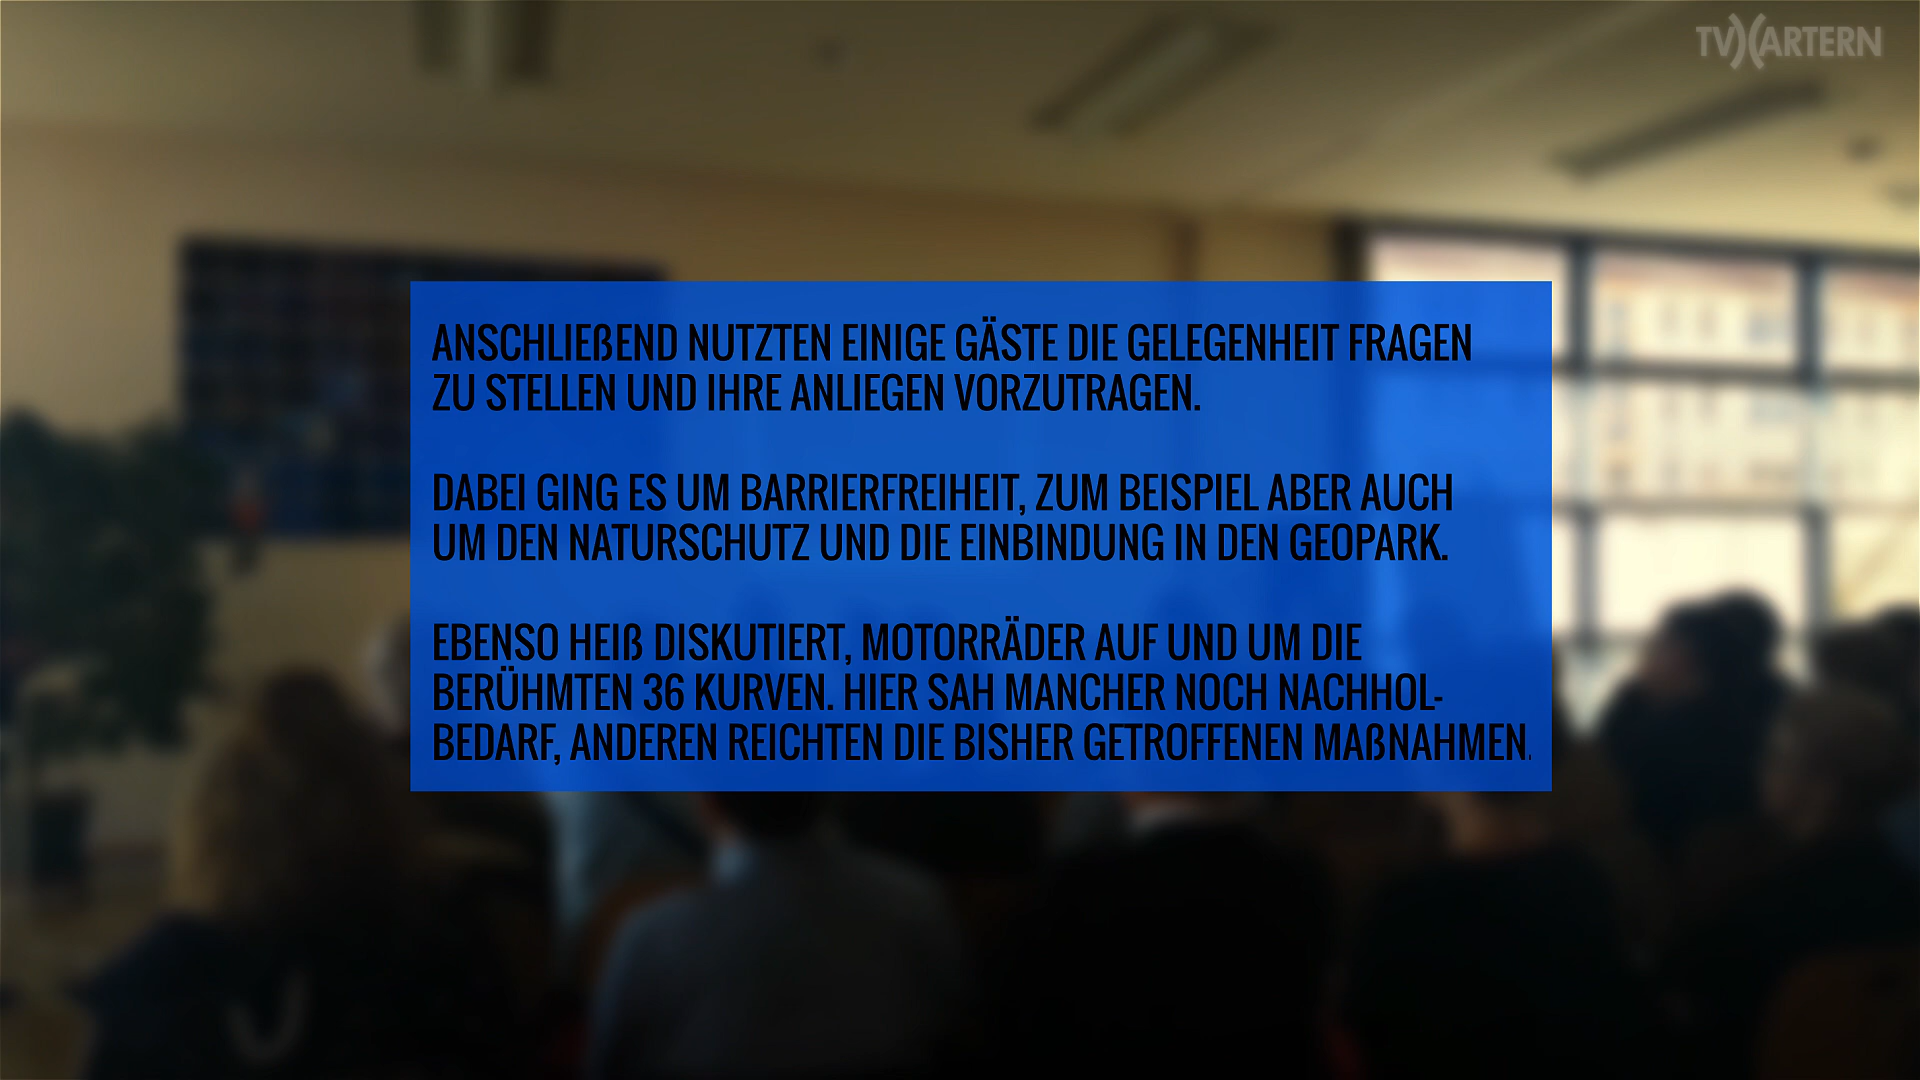 TV ARTERN
ANSCHLIEßEND NUTZTEN EINIGE GÄSTE DIE GELEGENHEIT FRAGEN
ZU STELLEN UND IHRE ANLIEGEN VORZUTRAGEN.
DABEI GING ES UM BARRIERFREIHEIT, ZUM BEISPIEL ABER AUCH
UM DEN NATURSCHUTZ UND DIE EINBINDUNG IN DEN GEOPARK.
EBENSO HEIß DISKUTIERT, MOTORRÄDER AUF UND UM DIE
BERÜHMTEN 36 KURVEN. HIER SAH MANCHER NOCH NACHHOL-
BEDARF, ANDEREN REICHTEN DIE BISHER GETROFFENEN MAßNAHMEN.